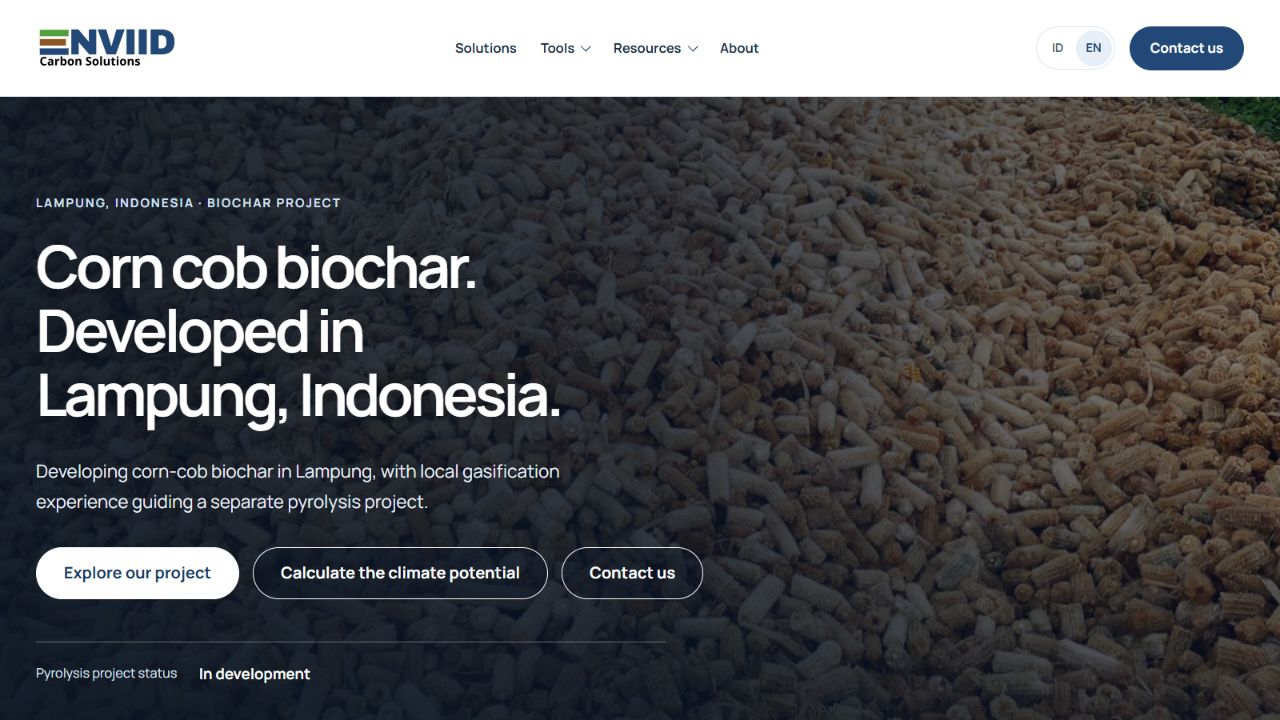 ENVIID
Carbon Solutions
Solutions
Tools
Resources
About
ID
EN
Contact us
LAMPUNG, INDONESIA · BIOCHAR PROJECT
Corn cob biochar.
Developed in
Lampung, Indonesia.
Developing corn-cob biochar in Lampung, with local gasification
experience guiding a separate pyrolysis project.
Explore our project
Calculate the climate potential
Contact us
Pyrolysis project status
In development